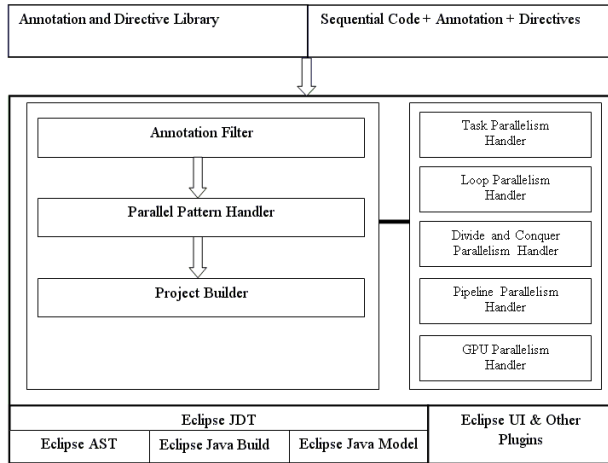 Annotation and Directive Library
Sequential Code + Annotation + Directives
Annotation Filter
Parallel Pattern Handler
Project Builder
Task Parallelism
Handler
Loop Parallelism
Handler
Divide and Conquer
Parallelism Handler
Pipeline Parallelism
Handler
GPU Parallelism
Handler
Eclipse JDT
Eclipse AST
Eclipse Java Build
Eclipse Java Model
Eclipse UI & Other
Plugins